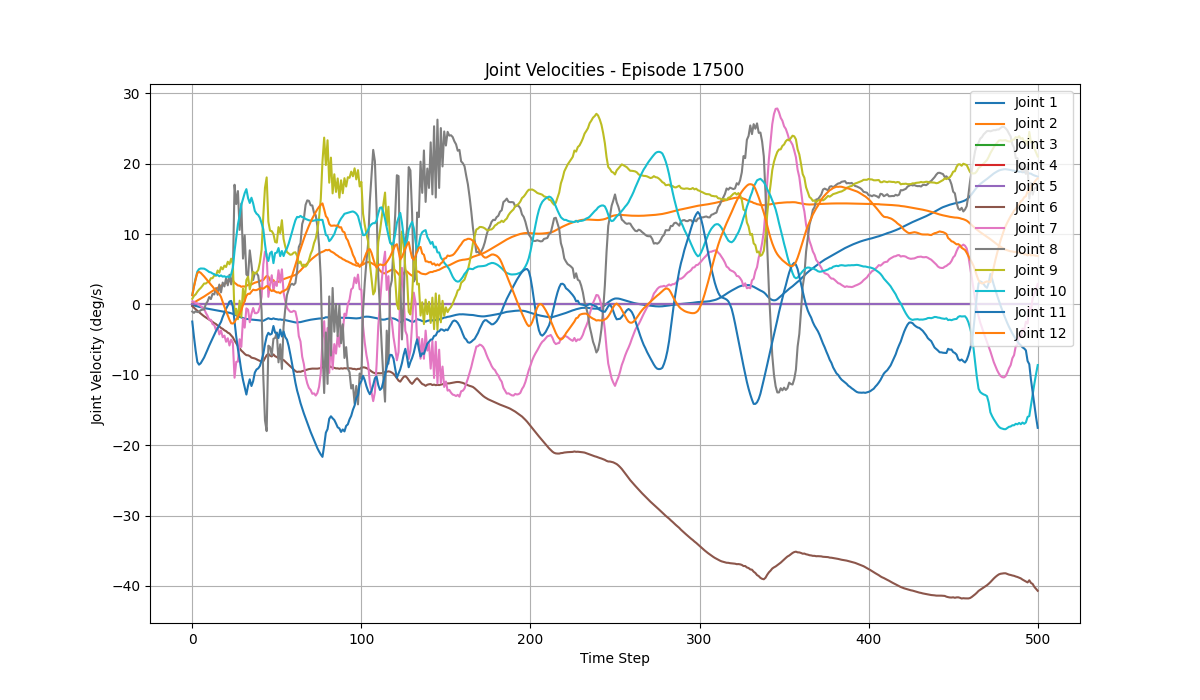 Joint Velocities - Episode 17500
Joint Velocity (deg/s)
30
20
10
0
−10
−20
−30
−40
0
100
200
300
400
500
Time Step
Joint 1
Joint 2
Joint 3
Joint 4
Joint 5
Joint 6
Joint 7
Joint 8
Joint 9
Joint 10
Joint 11
Joint 12